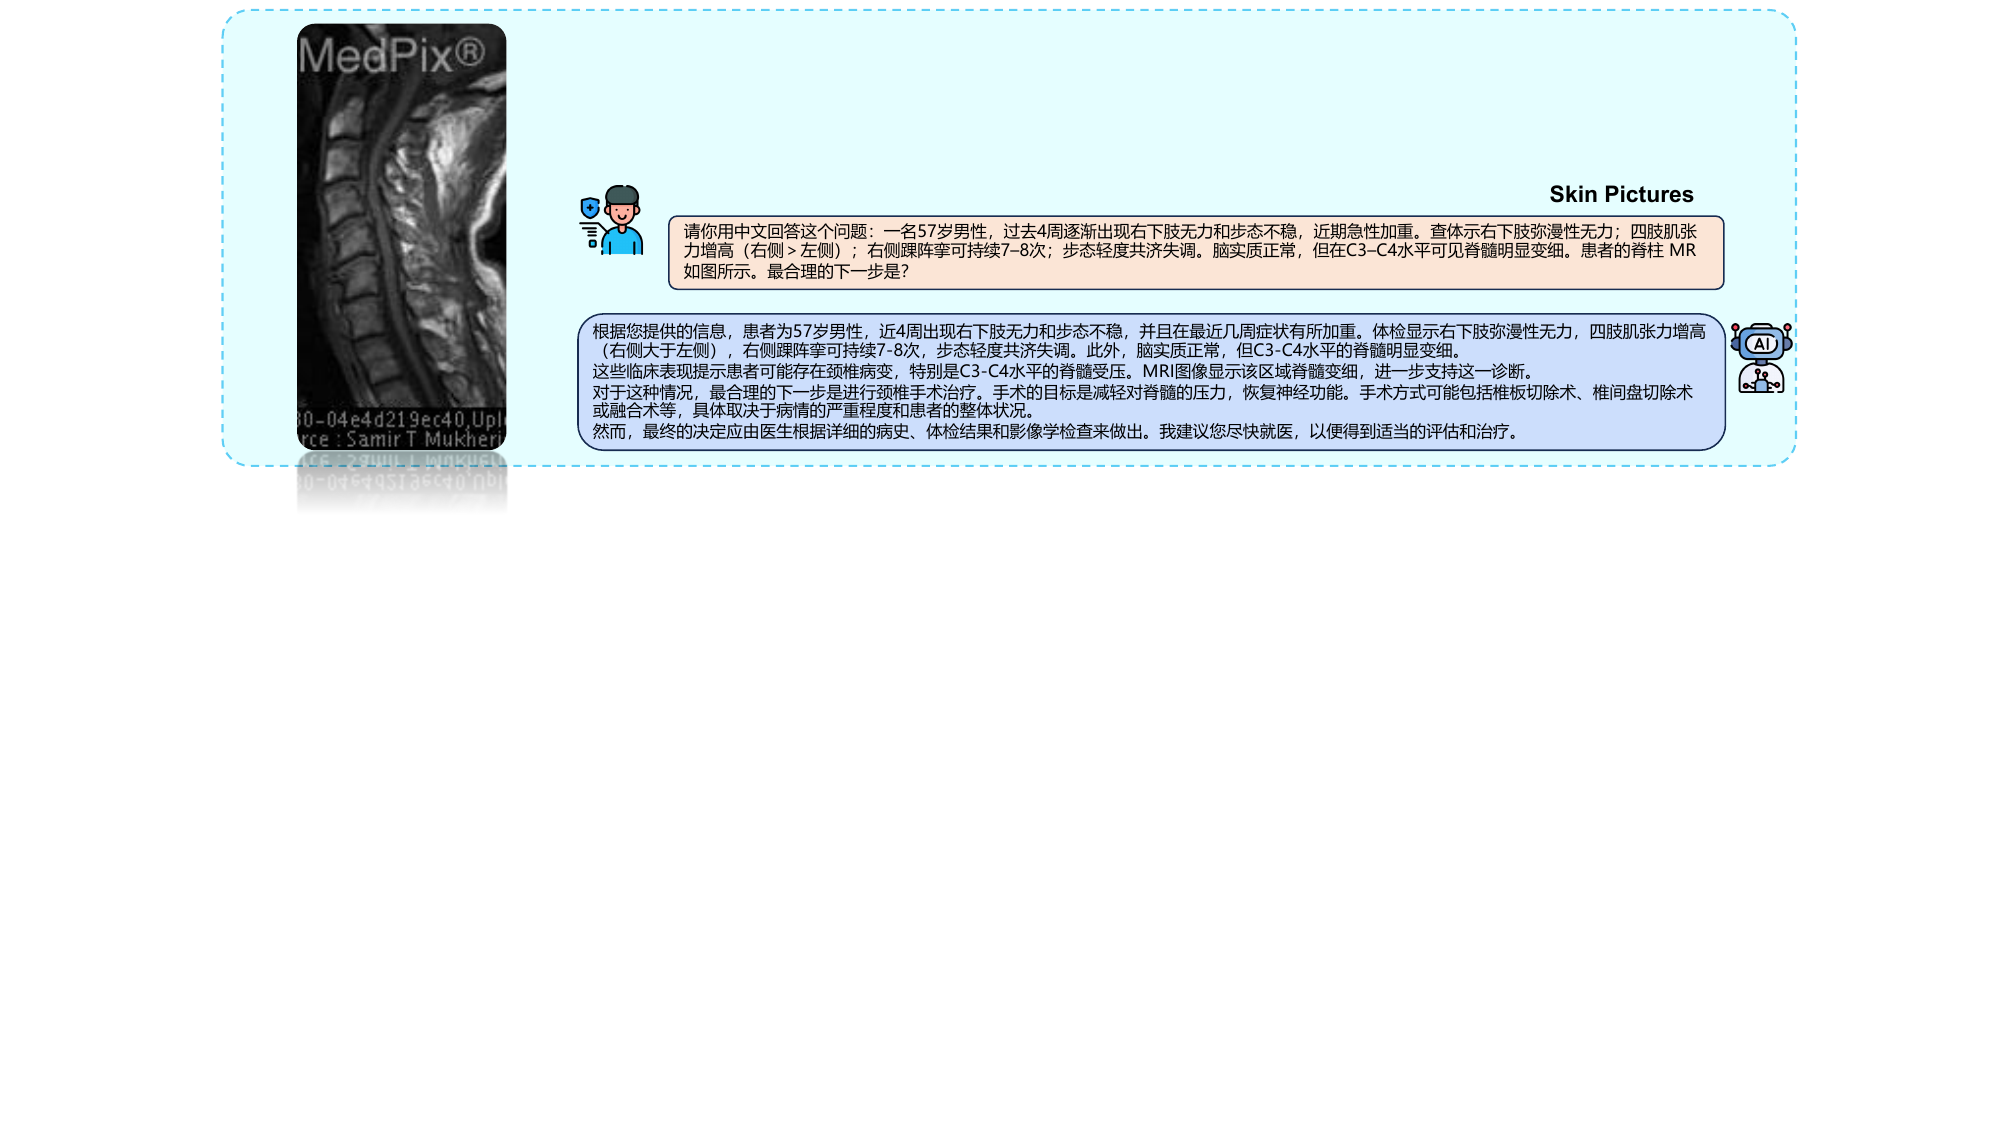 MedPix®
30-04e4d219ec40,Upl
rce : Samir T Mukherj
Skin Pictures
请你用中文回答这个问题：一名57岁男性，过去4周逐渐出现右下肢无力和步态不稳，近期急性加重。查体示右下肢弥漫性无力；四肢肌张
力增高（右侧 > 左侧）；右侧踝阵挛可持续7–8次；步态轻度共济失调。脑实质正常，但在C3–C4水平可见脊髓明显变细。患者的脊柱 MR
如图所示。最合理的下一步是？
AI
根据您提供的信息，患者为57岁男性，近4周出现右下肢无力和步态不稳，并且在最近几周症状有所加重。体检显示右下肢弥漫性无力，四肢肌张力增高
（右侧大于左侧），右侧踝阵挛可持续7-8次，步态轻度共济失调。此外，脑实质正常，但C3-C4水平的脊髓明显变细。
这些临床表现提示患者可能存在颈椎病变，特别是C3-C4水平的脊髓受压。MRI图像显示该区域脊髓变细，进一步支持这一诊断。
对于这种情况，最合理的下一步是进行颈椎手术治疗。手术的目标是减轻对脊髓的压力，恢复神经功能。手术方式可能包括椎板切除术、椎间盘切除术
或融合术等，具体取决于病情的严重程度和患者的整体状况。
然而，最终的决定应由医生根据详细的病史、体检结果和影像学检查来做出。我建议您尽快就医，以便得到适当的评估和治疗。